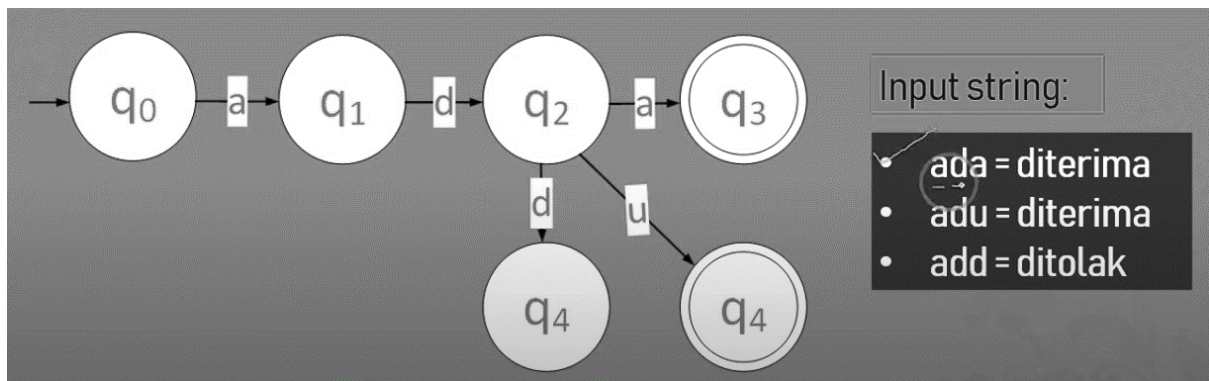 q0
a
q1
d
q2
a
q3
d
u
q4
q4
Input string:
• ada = diterima
• adu = diterima
• add = ditolak